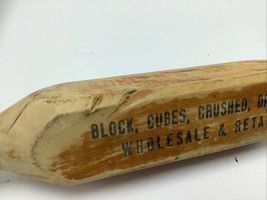 BLOCK, CUBES, CRUSHED,
WHOLESALE & RETA